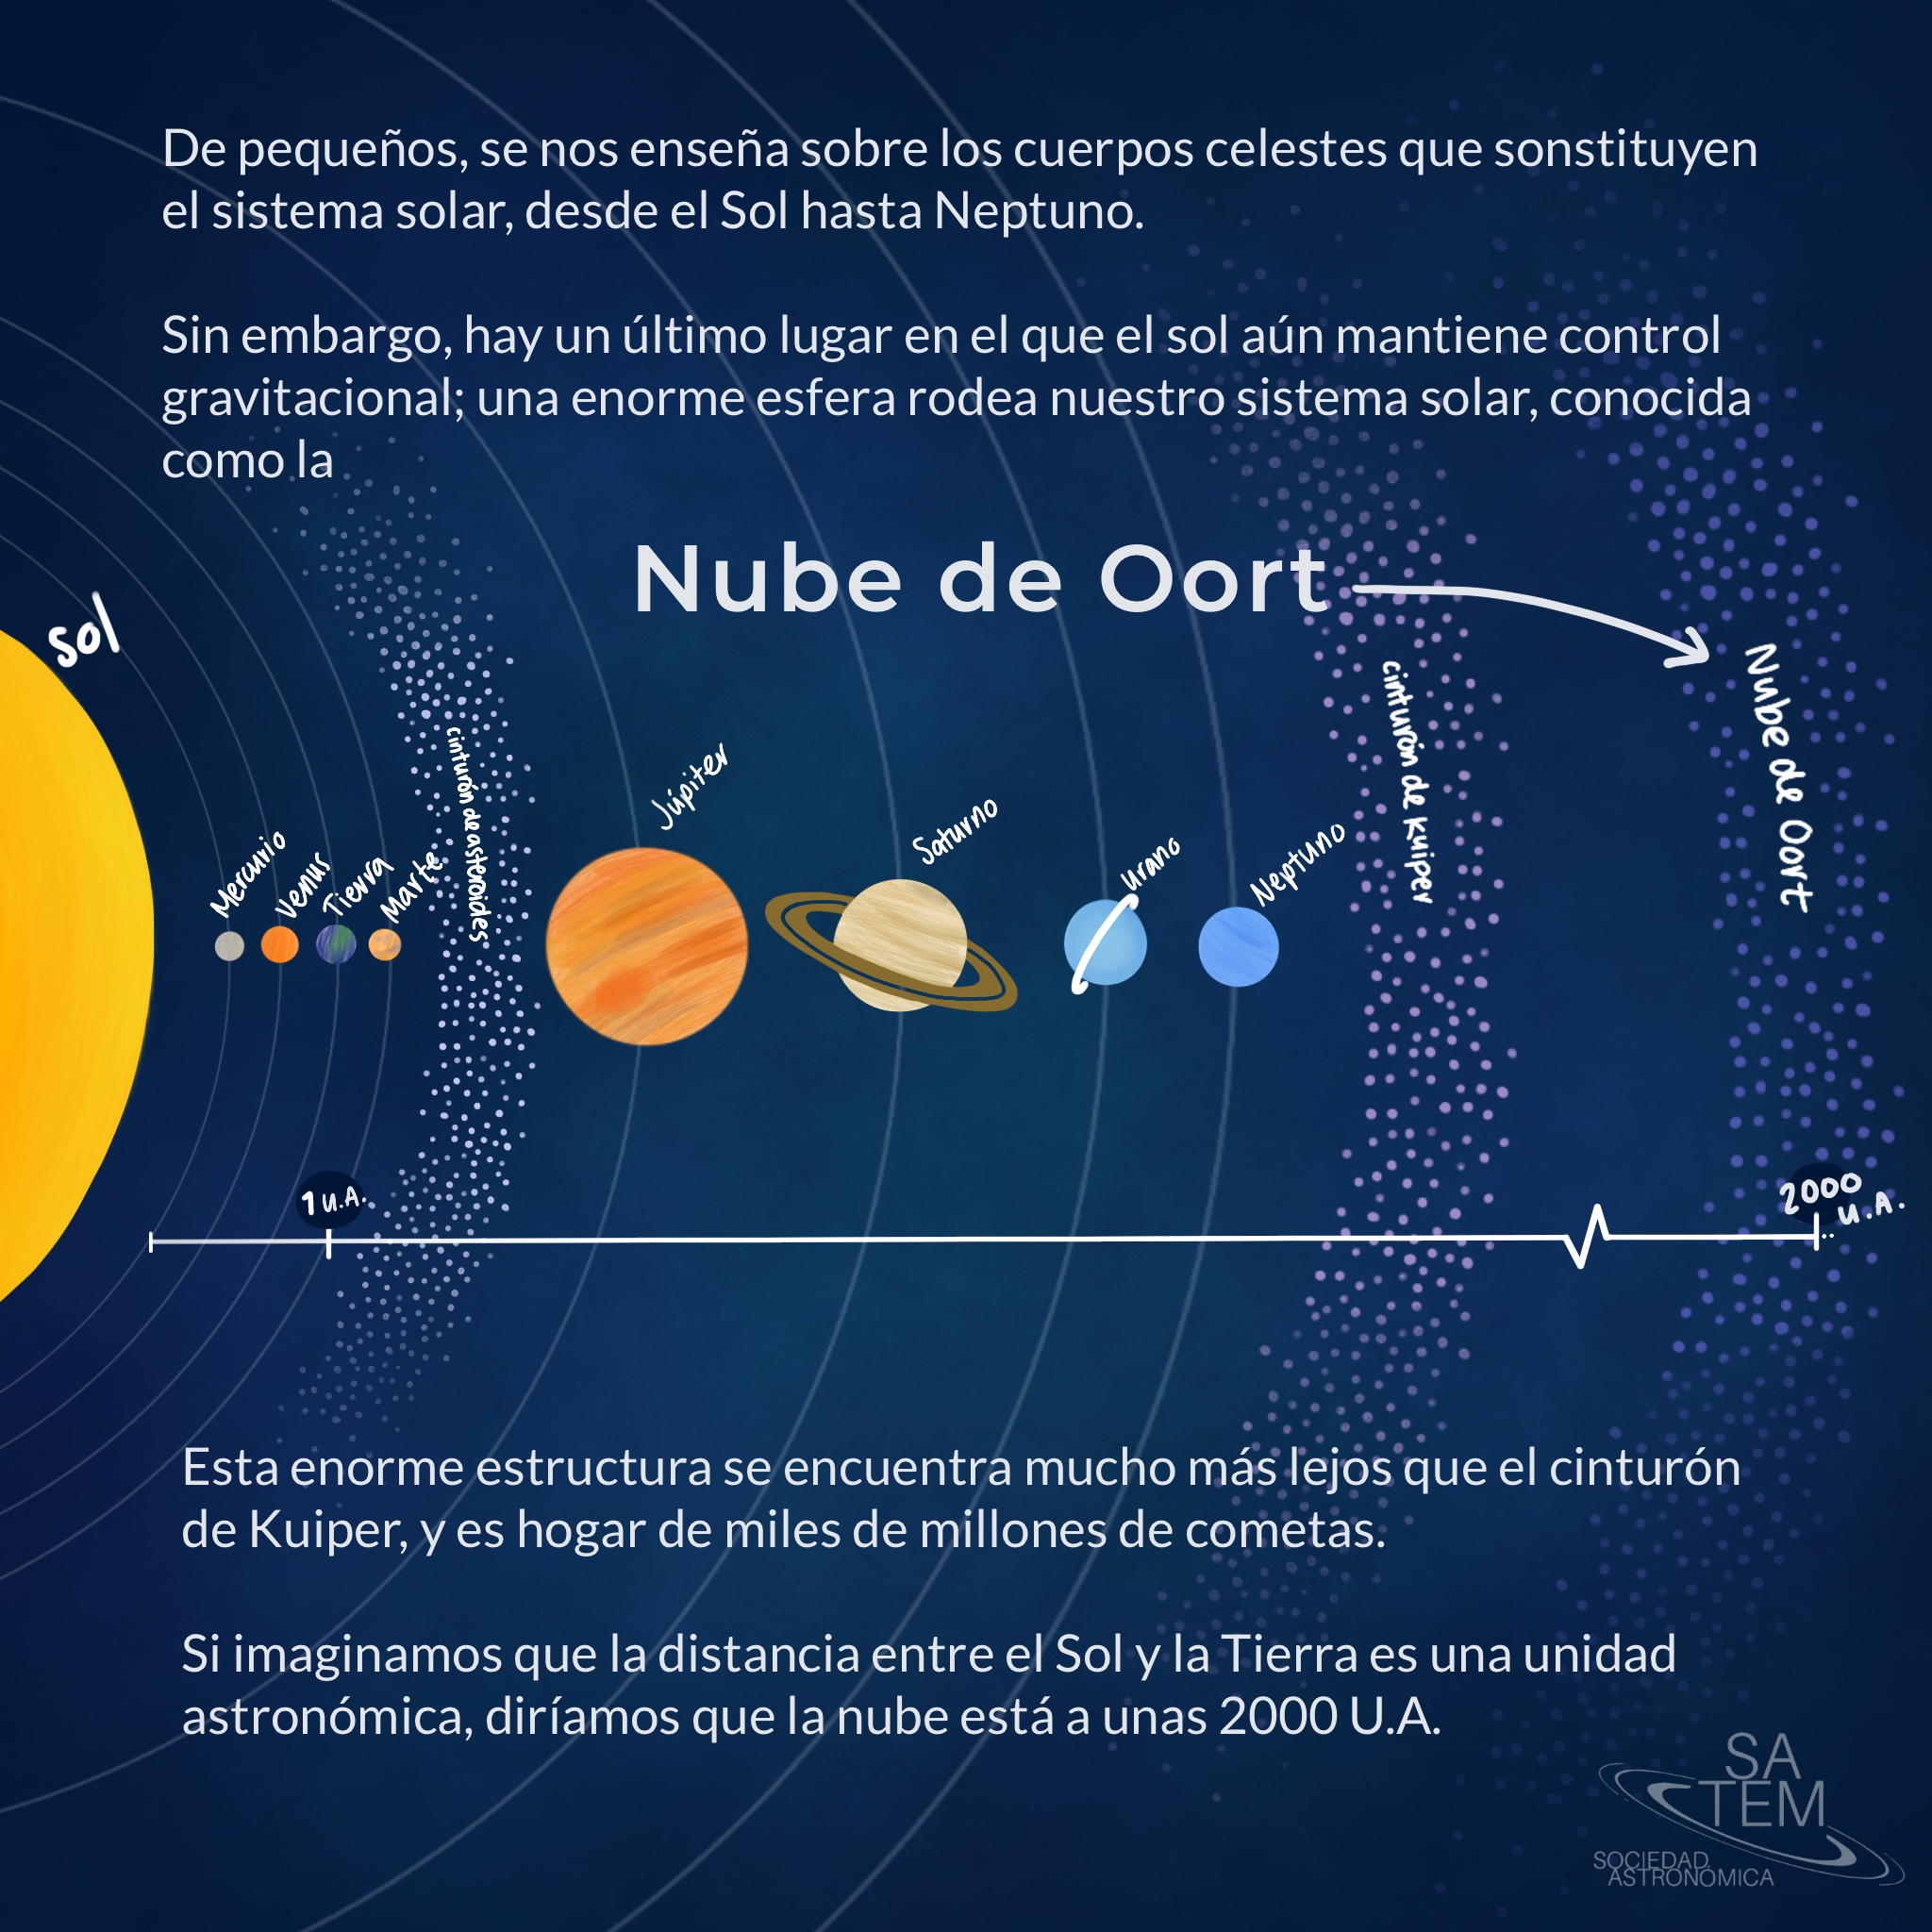 De pequeños, se nos enseña sobre los cuerpos celestes que sonstituyen
el sistema solar, desde el Sol hasta Neptuno.
Sin embargo, hay un último lugar en el que el sol aún mantiene control
gravitacional; una enorme esfera rodea nuestro sistema solar, conocida
como la
Nube de Oort
sol
Mercurio
Venus
Tierra
Marte
cinturón de asteroides
Júpiter
Saturno
Urano
Neptuno
cinturón de Kuiper
Nube de Oort
1 U.A.
2000
U.A.
Esta enorme estructura se encuentra mucho más lejos que el cinturón
de Kuiper, y es hogar de miles de millones de cometas.
Si imaginamos que la distancia entre el Sol y la Tierra es una unidad
astronómica, diríamos que la nube está a unas 2000 U.A.
SA
TEM
SOCIEDAD
ASTRONÓMICA